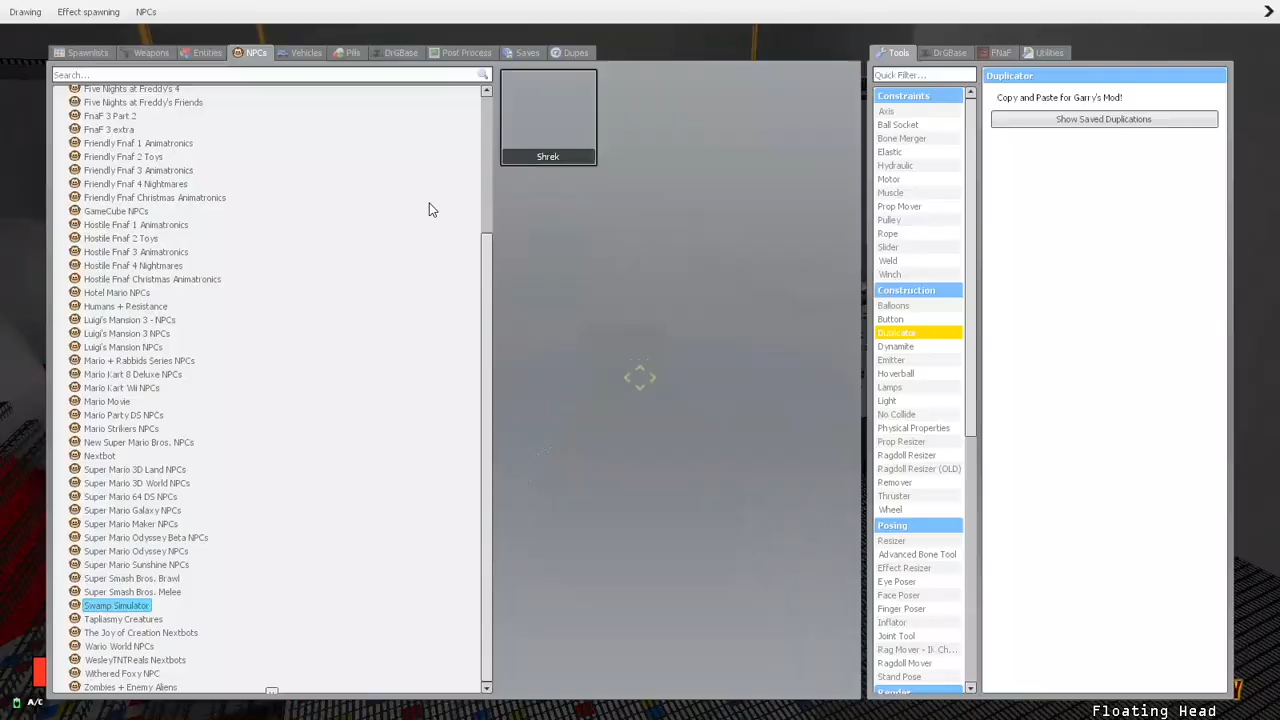 Drawing Effect spawning NPCs
Spawnlists Weapons Entities NPCs Vehicles Pills DrGBase Post Process Saves Dupes
Search...
Five Nights at Freddy's 4
Five Nights at Freddy's Friends
FnaF 3 Part 2
FnaF 3 extra
Friendly Fnaf 1 Animatronics
Friendly Fnaf 2 Toys
Friendly Fnaf 3 Animatronics
Friendly Fnaf 4 Nightmares
Friendly Fnaf Christmas Animatronics
GameCube NPCs
Hostile Fnaf 1 Animatronics
Hostile Fnaf 2 Toys
Hostile Fnaf 3 Animatronics
Hostile Fnaf 4 Nightmares
Hostile Fnaf Christmas Animatronics
Hotel Mario NPCs
Humans + Resistance
Luigi's Mansion 3 - NPCs
Luigi's Mansion 3 NPCs
Luigi's Mansion NPCs
Mario + Rabbids Series NPCs
Mario Kart 8 Deluxe NPCs
Mario Kart Wii NPCs
Mario Movie
Mario Party DS NPCs
Mario Strikers NPCs
New Super Mario Bros. NPCs
Nextbot
Super Mario 3D Land NPCs
Super Mario 3D World NPCs
Super Mario 64 DS NPCs
Super Mario Galaxy NPCs
Super Mario Maker NPCs
Super Mario Odyssey Beta NPCs
Super Mario Odyssey NPCs
Super Mario Sunshine NPCs
Super Smash Bros. Brawl
Super Smash Bros. Melee
Swamp Simulator
Tapliasmy Creatures
The Joy of Creation Nextbots
Wario World NPCs
WesleyTNTReals Nextbots
Withered Foxy NPC
Zombies + Enemy Aliens
Shrek
Tools DrGBase FNaF Utilities
Quick Filter...
Constraints
Axis
Ball Socket
Bone Merger
Elastic
Hydraulic
Motor
Muscle
Prop Mover
Pulley
Rope
Slider
Weld
Winch
Construction
Balloons
Button
Duplicator
Dynamite
Emitter
Hoverball
Lamps
Light
No Collide
Physical Properties
Prop Resizer
Ragdoll Resizer
Ragdoll Resizer (OLD)
Remover
Thruster
Wheel
Posing
Resizer
Advanced Bone Tool
Effect Resizer
Eye Poser
Face Poser
Finger Poser
Inflator
Joint Tool
Rag Mover - Ik Ch...
Ragdoll Mover
Stand Pose
Render
Duplicator
Copy and Paste for Garry's Mod!
Show Saved Duplications
A/C
Floating Head